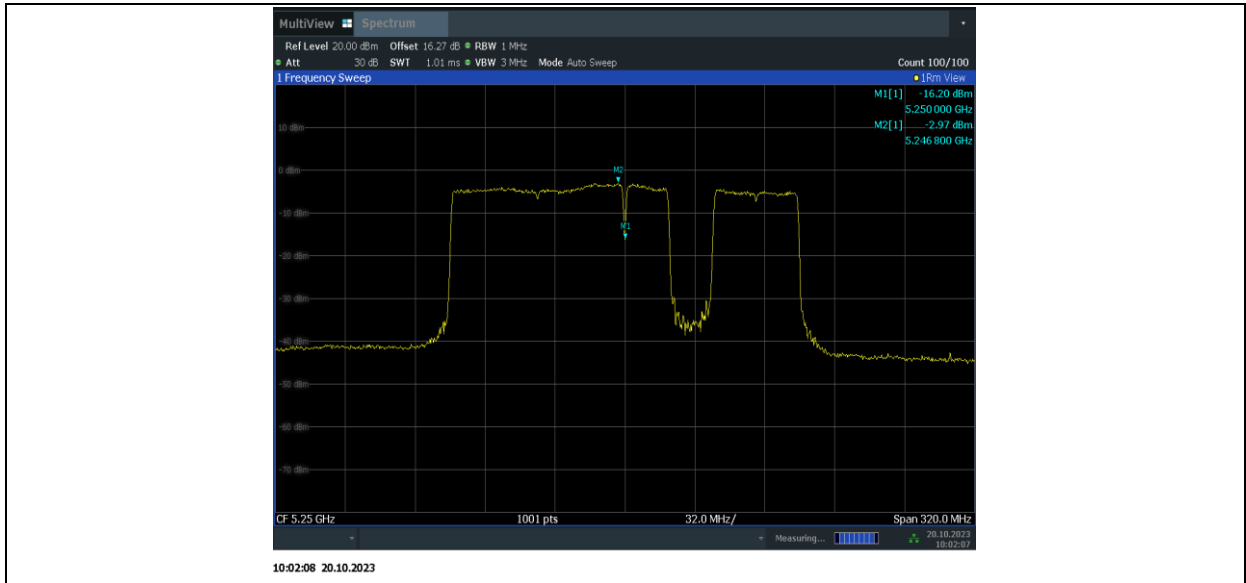 MultiView Spectrum
Ref Level 20.00 dBm Offset 16.27 dB RBW 1 MHz
Att 30 dB SWT 1.01 ms VBW 3 MHz Mode Auto Sweep Count 100/100
1 Frequency Sweep 1Rm View
M1[1] -16.20 dBm
5.250 000 GHz
M2[1] -2.97 dBm
5.246 800 GHz
10 dBm
0 dBm
M2
-10 dBm
M1
-20 dBm
-30 dBm
-40 dBm
-50 dBm
-60 dBm
-70 dBm
CF 5.25 GHz 1001 pts 32.0 MHz/ Span 320.0 MHz
Measuring... 20.10.2023
10:02:07
10:02:08 20.10.2023